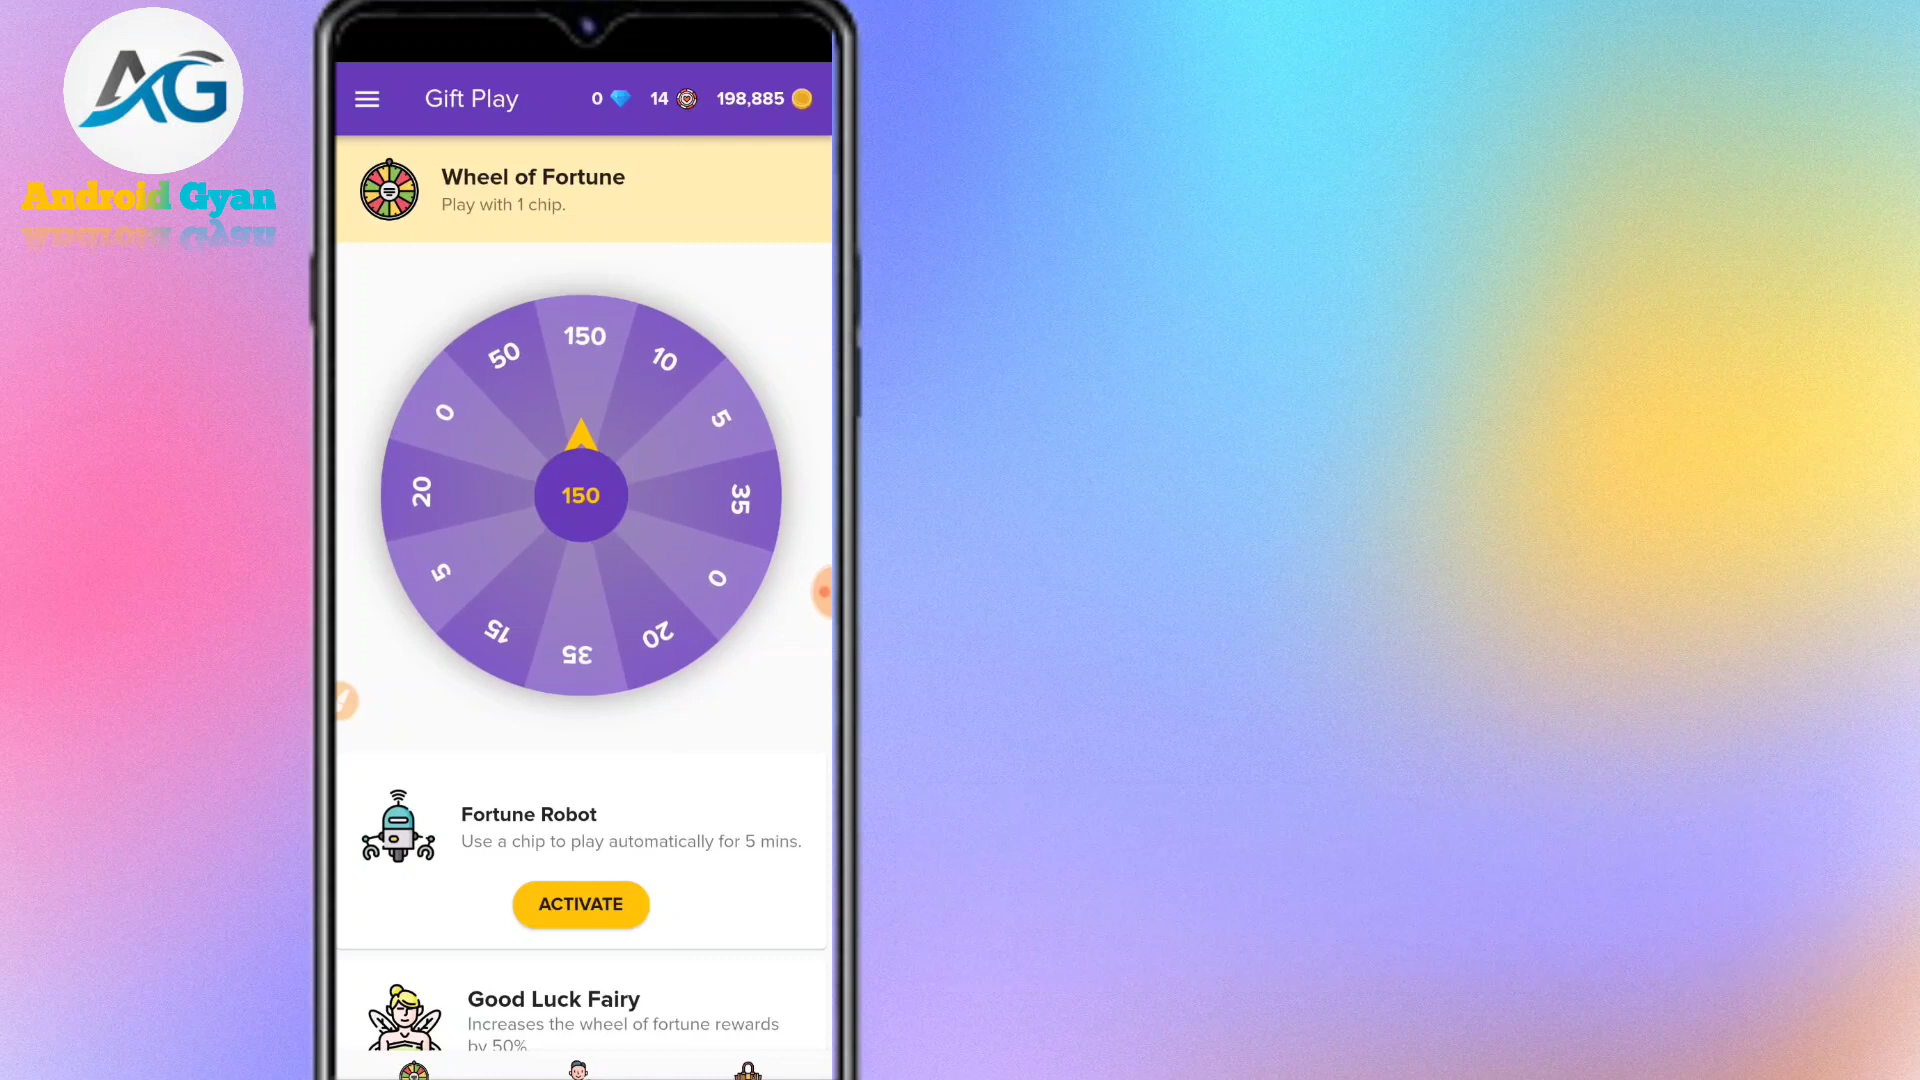 AG
Android Gyan
Gift Play 0 14 198,885
Wheel of Fortune
Play with 1 chip.
150
10
5
35
0
20
35
15
5
20
0
50
150
Fortune Robot
Use a chip to play automatically for 5 mins.
ACTIVATE
Good Luck Fairy
Increases the wheel of fortune rewards
by 50%.